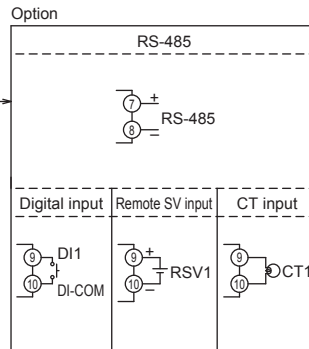 Option
RS-485
7 +
RS-485
8 −
Digital input Remote SV input CT input
9 DI1
10 DI-COM
9 +
RSV1
10 −
9
CT1
10